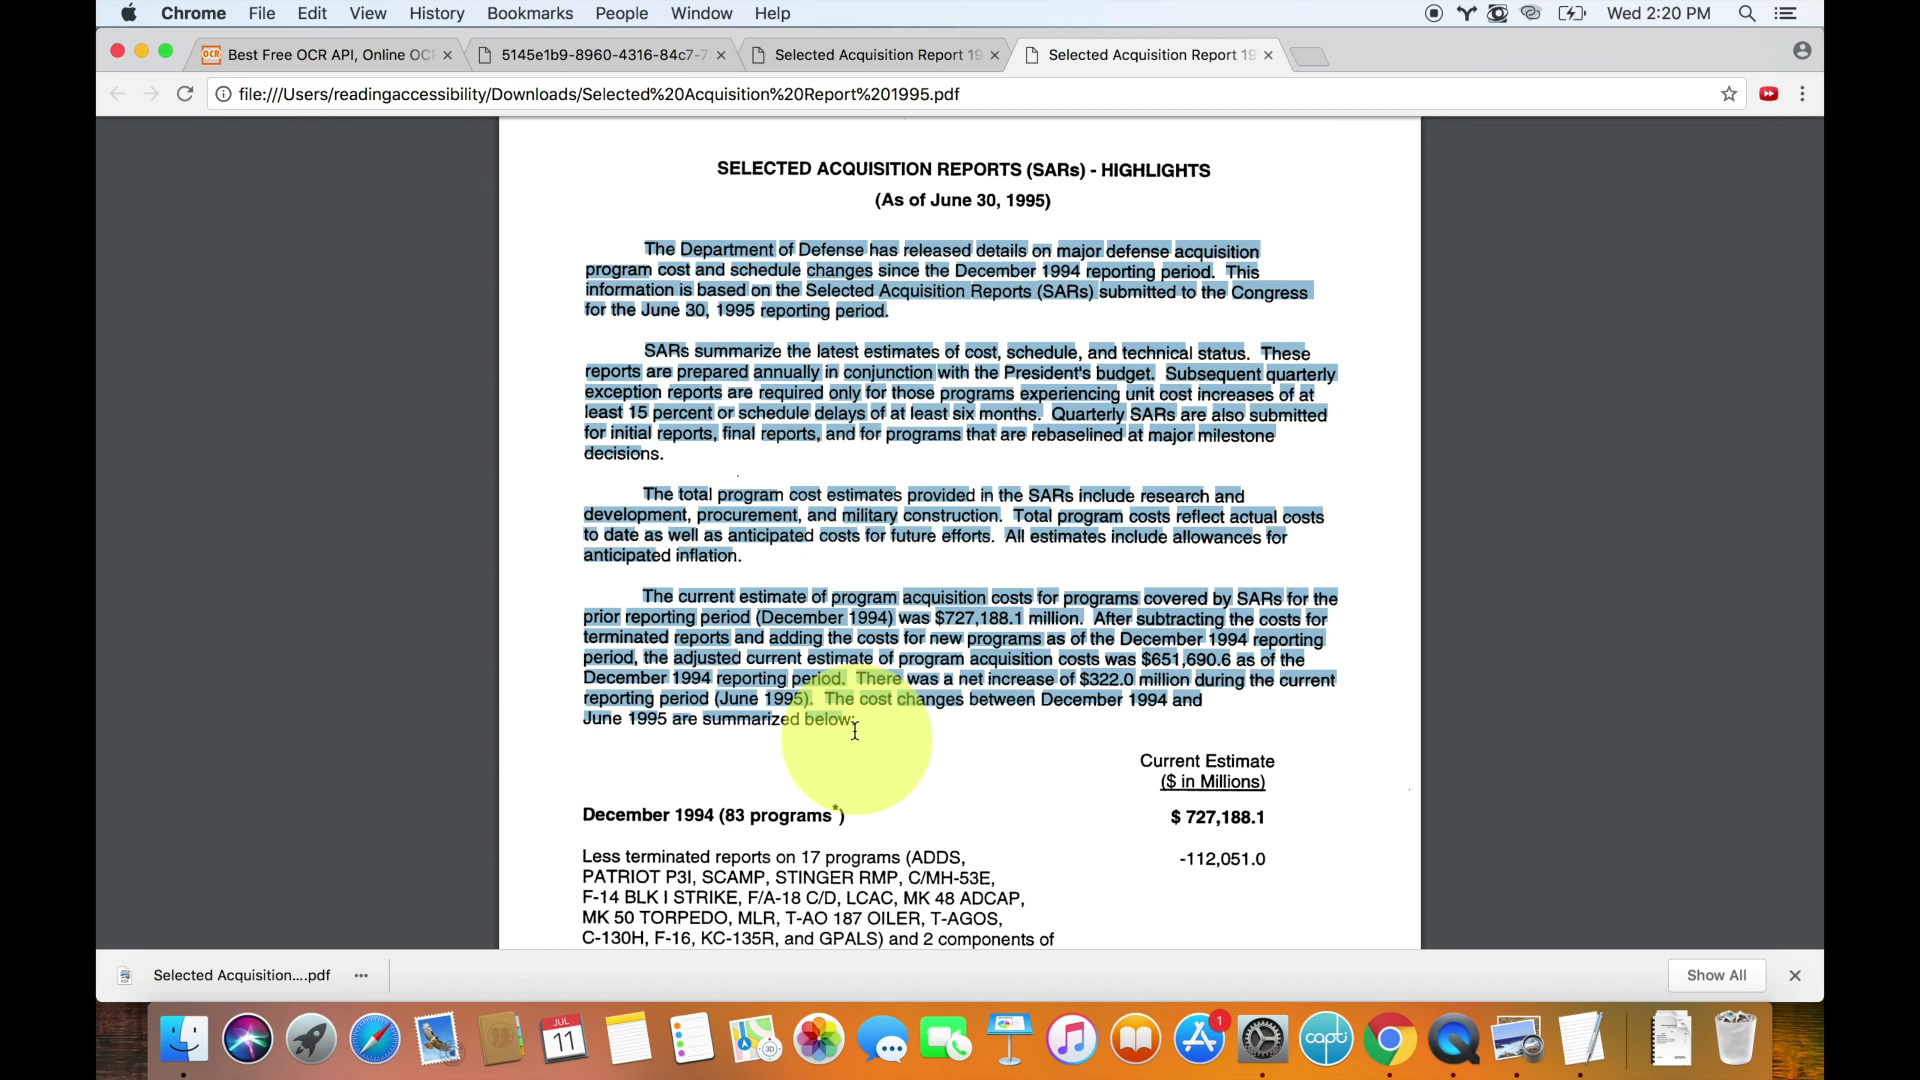 Chrome File Edit View History Bookmarks People Window Help Wed 2:20 PM
OCR Best Free OCR API, Online OC 5145e1b9-8960-4316-84c7-7 Selected Acquisition Report 19 Selected Acquisition Report 19
file:///Users/readingaccessibility/Downloads/Selected%20Acquisition%20Report%201995.pdf
SELECTED ACQUISITION REPORTS (SARs) - HIGHLIGHTS
(As of June 30, 1995)
The Department of Defense has released details on major defense acquisition
program cost and schedule changes since the December 1994 reporting period. This
information is based on the Selected Acquisition Reports (SARs) submitted to the Congress
for the June 30, 1995 reporting period.
SARs summarize the latest estimates of cost, schedule, and technical status. These
reports are prepared annually in conjunction with the President's budget. Subsequent quarterly
exception reports are required only for those programs experiencing unit cost increases of at
least 15 percent or schedule delays of at least six months. Quarterly SARs are also submitted
for initial reports, final reports, and for programs that are rebaselined at major milestone
decisions.
The total program cost estimates provided in the SARs include research and
development, procurement, and military construction. Total program costs reflect actual costs
to date as well as anticipated costs for future efforts. All estimates include allowances for
anticipated inflation.
The current estimate of program acquisition costs for programs covered by SARs for the
prior reporting period (December 1994) was $727,188.1 million. After subtracting the costs for
terminated reports and adding the costs for new programs as of the December 1994 reporting
period, the adjusted current estimate of program acquisition costs was $651,690.6 as of the
December 1994 reporting period. There was a net increase of $322.0 million during the current
reporting period (June 1995). The cost changes between December 1994 and
June 1995 are summarized below:
Current Estimate
($ in Millions)
December 1994 (83 programs*) $ 727,188.1
Less terminated reports on 17 programs (ADDS, -112,051.0
PATRIOT P3I, SCAMP, STINGER RMP, C/MH-53E,
F-14 BLK I STRIKE, F/A-18 C/D, LCAC, MK 48 ADCAP,
MK 50 TORPEDO, MLR, T-AO 187 OILER, T-AGOS,
C-130H, F-16, KC-135R, and GPALS) and 2 components of
Selected Acquisition....pdf Show All
JUL
11
3D
1
capti